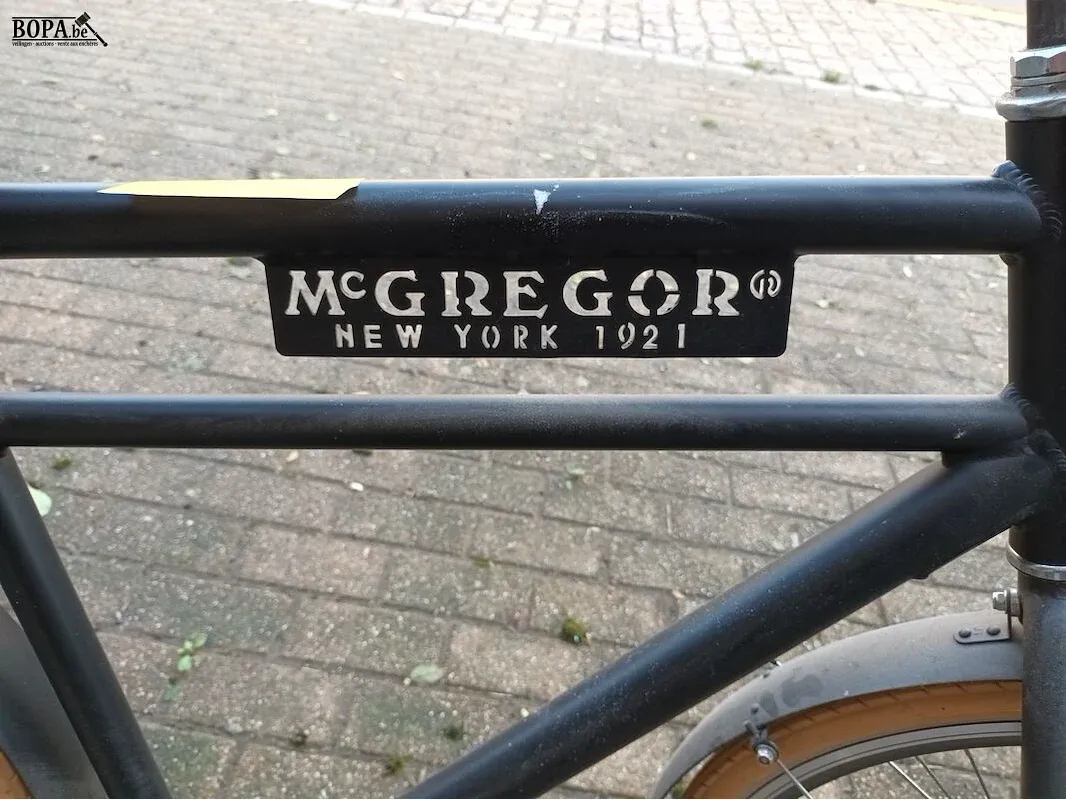 BOPA.be
veilingen - auctions - vente aux enchères
McGREGOR®
NEW YORK 1921